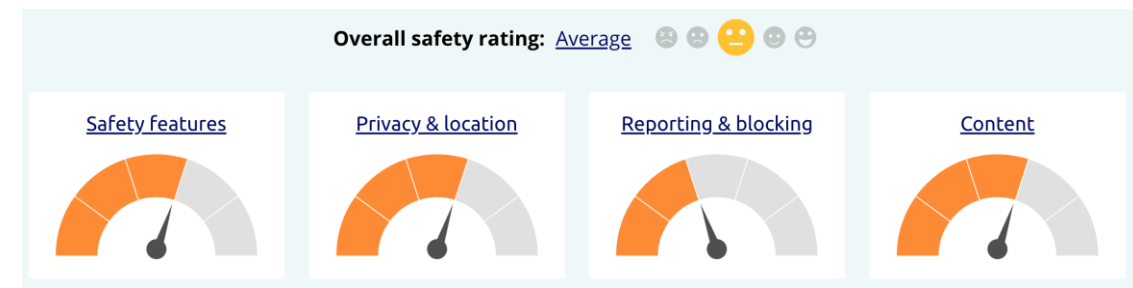 Overall safety rating: Average
Safety features
Privacy & location
Reporting & blocking
Content